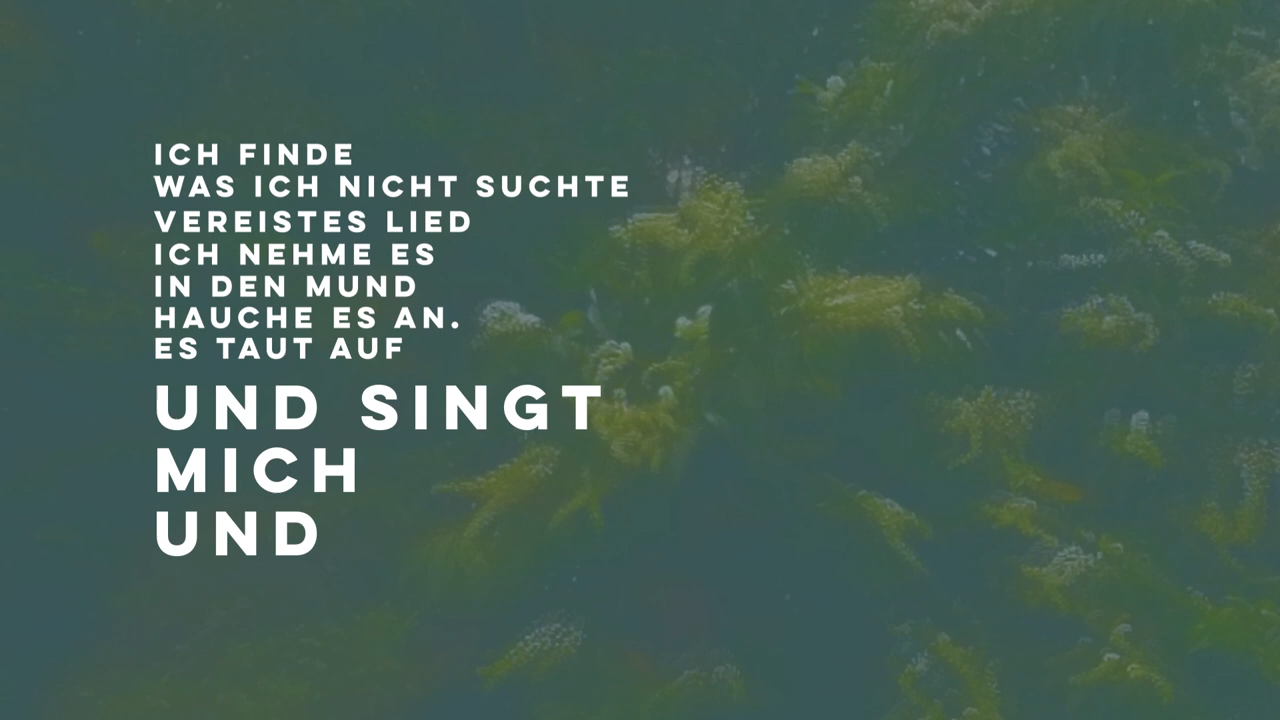 ICH FINDE
WAS ICH NICHT SUCHTE
VEREISTES LIED
ICH NEHME ES
IN DEN MUND
HAUCHE ES AN.
ES TAUT AUF
UND SINGT
MICH
UND